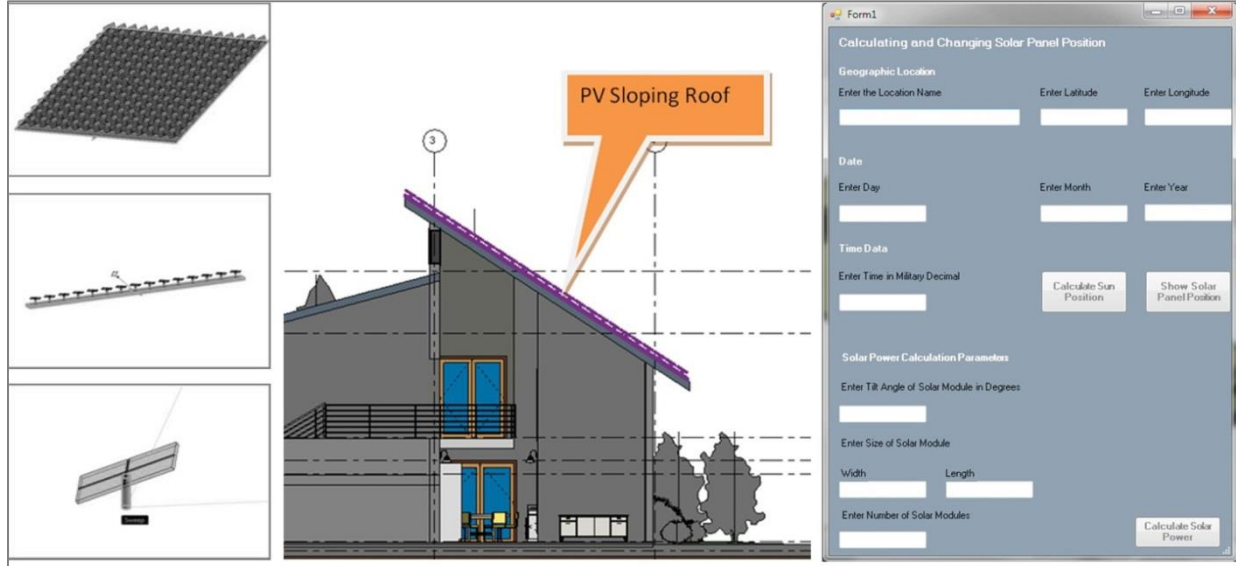 Sweep
PV Sloping Roof
3
Form1
Calculating and Changing Solar Panel Position
Geographic Location
Enter the Location Name
Enter Latitude
Enter Longitude
Date
Enter Day
Enter Month
Enter Year
Time Data
Enter Time in Military Decimal
Calculate Sun
Position
Show Solar
Panel Position
Solar Power Calculation Parameters
Enter Tilt Angle of Solar Module in Degrees
Enter Size of Solar Module
Width
Length
Enter Number of Solar Modules
Calculate Solar
Power